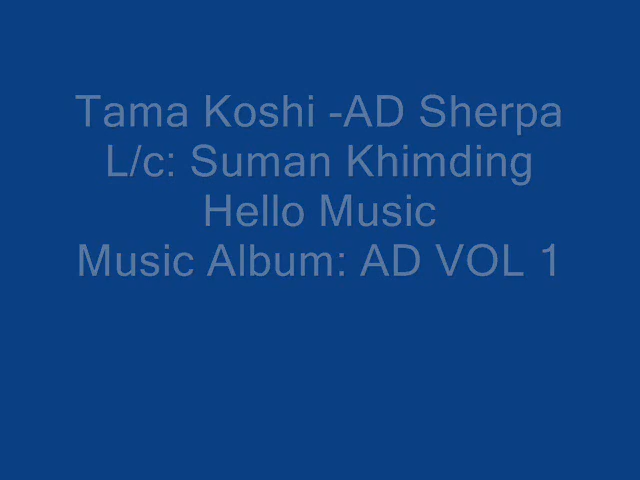 Tama Koshi -AD Sherpa
L/c: Suman Khimding
Hello Music
Music Album: AD VOL 1